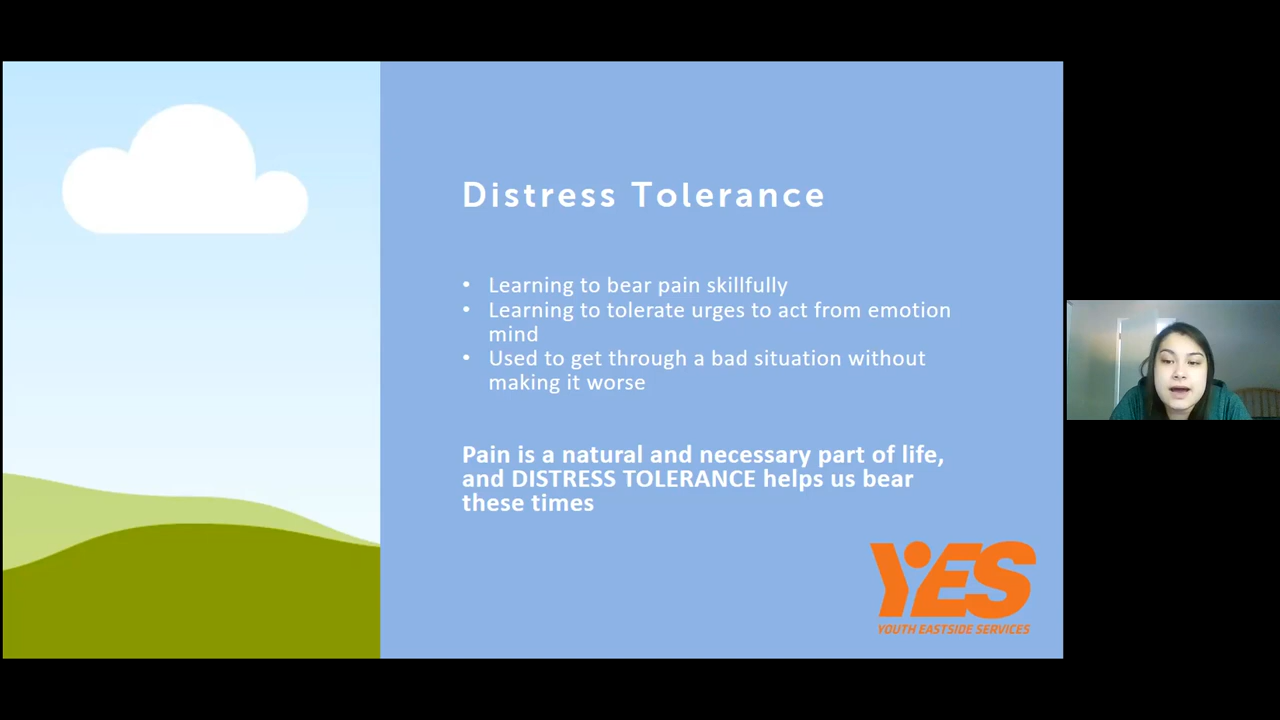 Distress Tolerance
• Learning to bear pain skillfully
• Learning to tolerate urges to act from emotion
mind
• Used to get through a bad situation without
making it worse
Pain is a natural and necessary part of life,
and DISTRESS TOLERANCE helps us bear
these times
YES
YOUTH EASTSIDE SERVICES